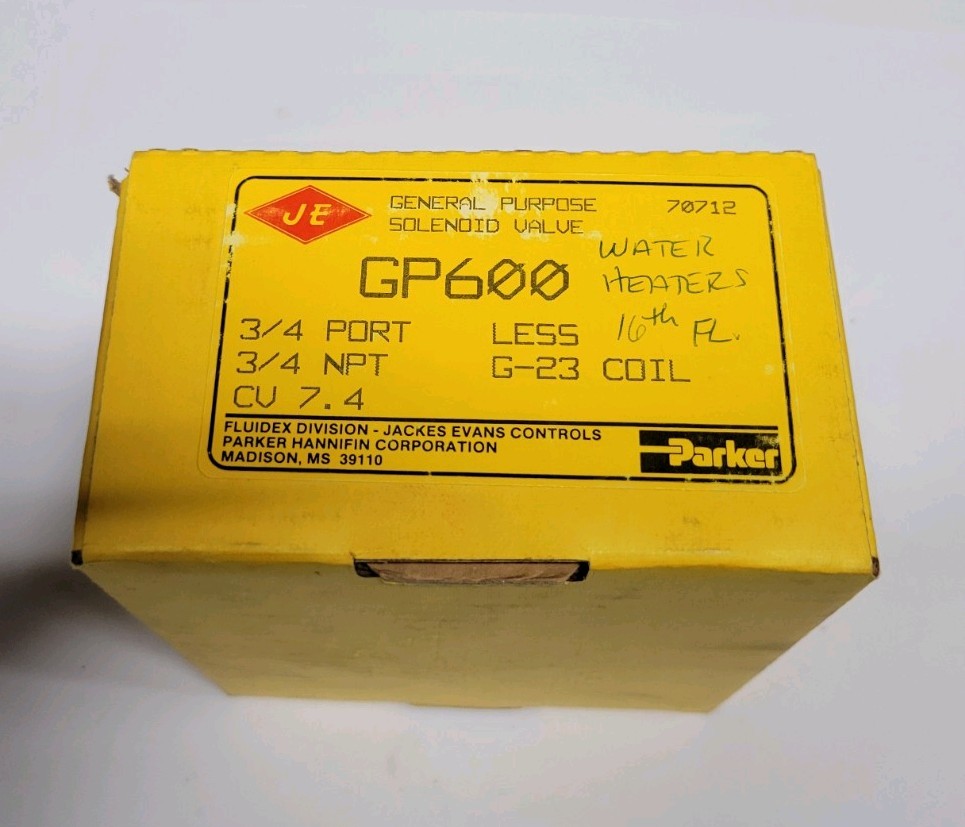 JE
GENERAL PURPOSE 70712
SOLENOID VALVE
WATER
GP600 HEATERS
16th FL.
3/4 PORT LESS
3/4 NPT G-23 COIL
CV 7.4
FLUIDEX DIVISION - JACKES EVANS CONTROLS
PARKER HANNIFIN CORPORATION
MADISON, MS 39110
Parker